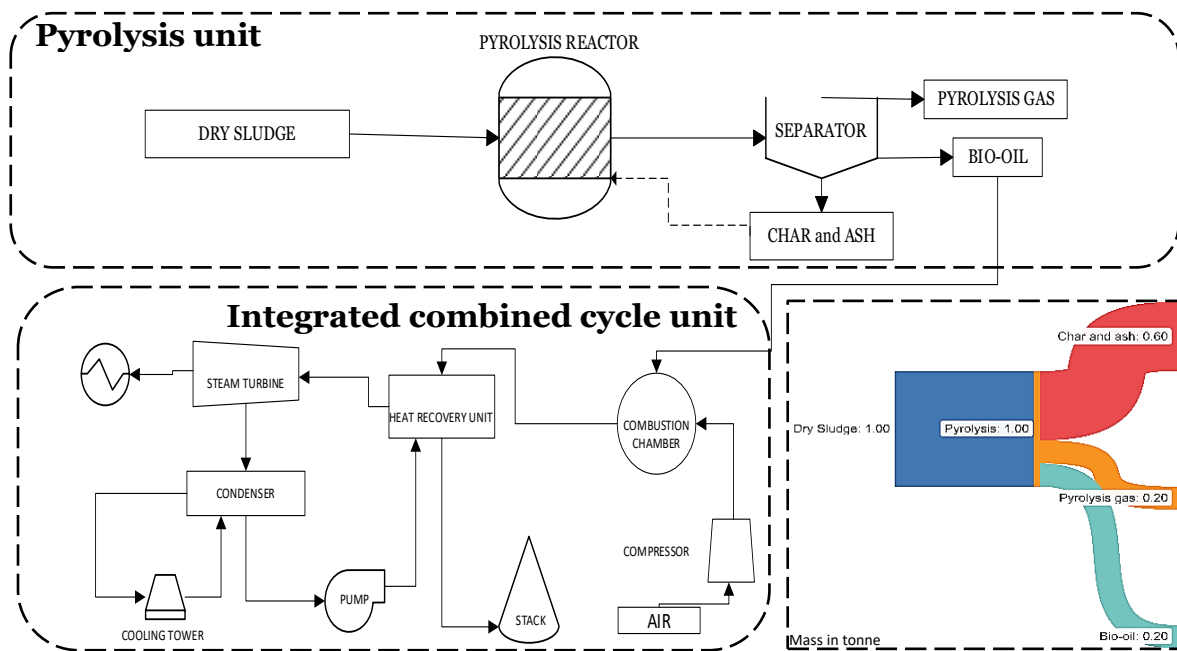 Pyrolysis unit
PYROLYSIS REACTOR
DRY SLUDGE
SEPARATOR
PYROLYSIS GAS
BIO-OIL
CHAR and ASH
Integrated combined cycle unit
STEAM TURBINE
HEAT RECOVERY UNIT
COMBUSTION
CHAMBER
CONDENSER
COMPRESSOR
PUMP
COOLING TOWER
STACK
AIR
Char and ash: 0.60
Dry Sludge: 1.00
Pyrolysis: 1.00
Pyrolysis gas: 0.20
Bio-oil: 0.20
Mass in tonne